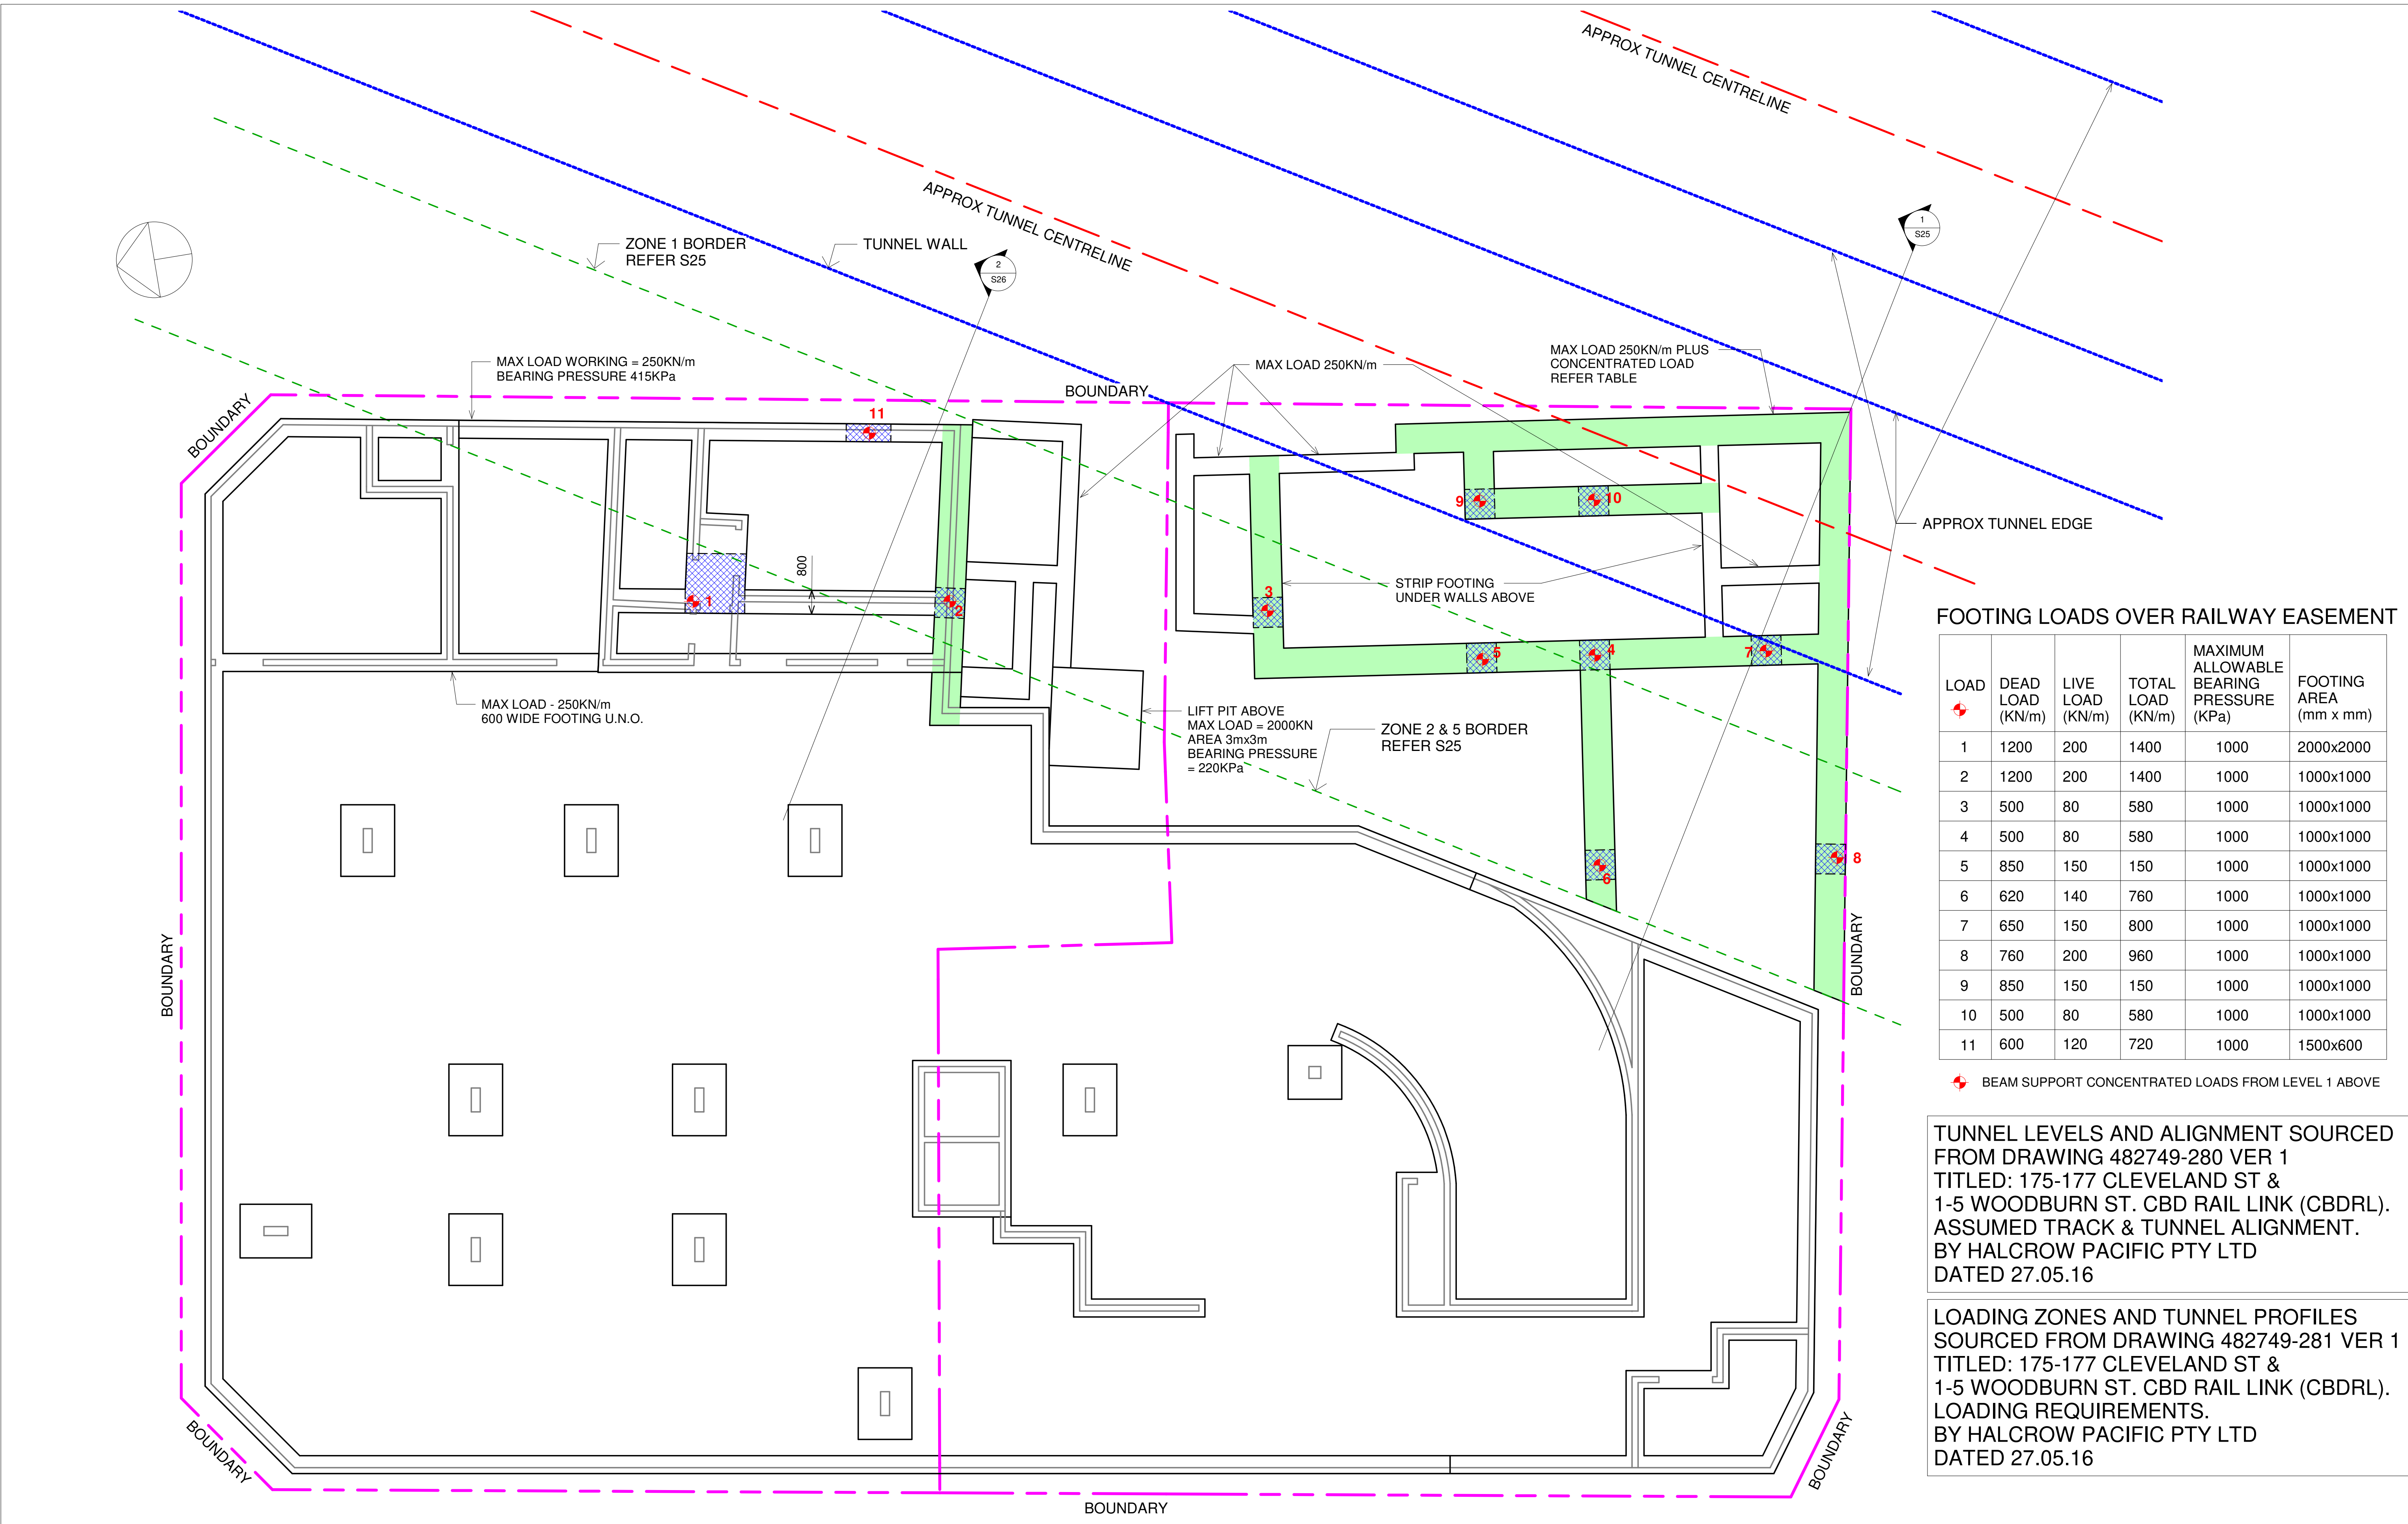 APPROX TUNNEL CENTRELINE
APPROX TUNNEL CENTRELINE
ZONE 1 BORDER
REFER S25
TUNNEL WALL
2
S26
1
S25
MAX LOAD WORKING = 250KN/m
BEARING PRESSURE 415KPa
MAX LOAD 250KN/m
MAX LOAD 250KN/m PLUS
CONCENTRATED LOAD
REFER TABLE
BOUNDARY
BOUNDARY
11
9
10
APPROX TUNNEL EDGE
800
STRIP FOOTING
UNDER WALLS ABOVE
1
2
3
5
4
7
MAX LOAD - 250KN/m
600 WIDE FOOTING U.N.O.
LIFT PIT ABOVE
MAX LOAD = 2000KN
AREA 3mx3m
BEARING PRESSURE
= 220KPa
ZONE 2 & 5 BORDER
REFER S25
6
8
BOUNDARY
BOUNDARY
BOUNDARY
BOUNDARY
BOUNDARY
FOOTING LOADS OVER RAILWAY EASEMENT
LOAD DEAD LOAD (KN/m) LIVE LOAD (KN/m) TOTAL LOAD (KN/m) MAXIMUM ALLOWABLE BEARING PRESSURE (KPa) FOOTING AREA (mm x mm)
1 1200 200 1400 1000 2000x2000
2 1200 200 1400 1000 1000x1000
3 500 80 580 1000 1000x1000
4 500 80 580 1000 1000x1000
5 850 150 150 1000 1000x1000
6 620 140 760 1000 1000x1000
7 650 150 800 1000 1000x1000
8 760 200 960 1000 1000x1000
9 850 150 150 1000 1000x1000
10 500 80 580 1000 1000x1000
11 600 120 720 1000 1500x600
BEAM SUPPORT CONCENTRATED LOADS FROM LEVEL 1 ABOVE
TUNNEL LEVELS AND ALIGNMENT SOURCED
FROM DRAWING 482749-280 VER 1
TITLED: 175-177 CLEVELAND ST &
1-5 WOODBURN ST. CBD RAIL LINK (CBDRL).
ASSUMED TRACK & TUNNEL ALIGNMENT.
BY HALCROW PACIFIC PTY LTD
DATED 27.05.16
LOADING ZONES AND TUNNEL PROFILES
SOURCED FROM DRAWING 482749-281 VER 1
TITLED: 175-177 CLEVELAND ST &
1-5 WOODBURN ST. CBD RAIL LINK (CBDRL).
LOADING REQUIREMENTS.
BY HALCROW PACIFIC PTY LTD
DATED 27.05.16